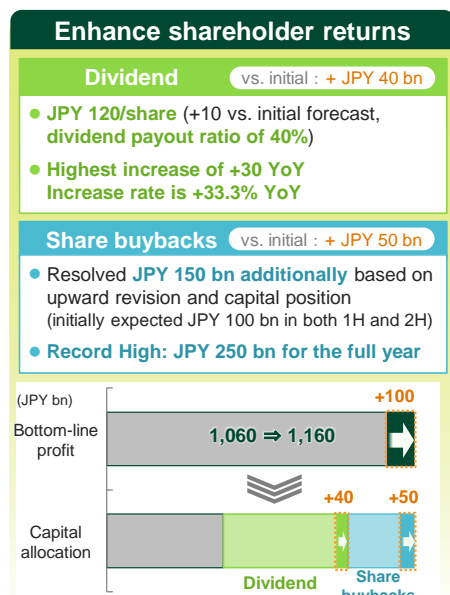 Enhance shareholder returns
Dividend
vs. initial : + JPY 40 bn
● JPY 120/share (+10 vs. initial forecast,
dividend payout ratio of 40%)
● Highest increase of +30 YoY
Increase rate is +33.3% YoY
Share buybacks
vs. initial : + JPY 50 bn
● Resolved JPY 150 bn additionally based on
upward revision and capital position
(initially expected JPY 100 bn in both 1H and 2H)
● Record High: JPY 250 bn for the full year
(JPY bn)
+100
Bottom-line
profit
1,060 ⇒ 1,160
+40
+50
Capital
allocation
Dividend
Share
buybacks